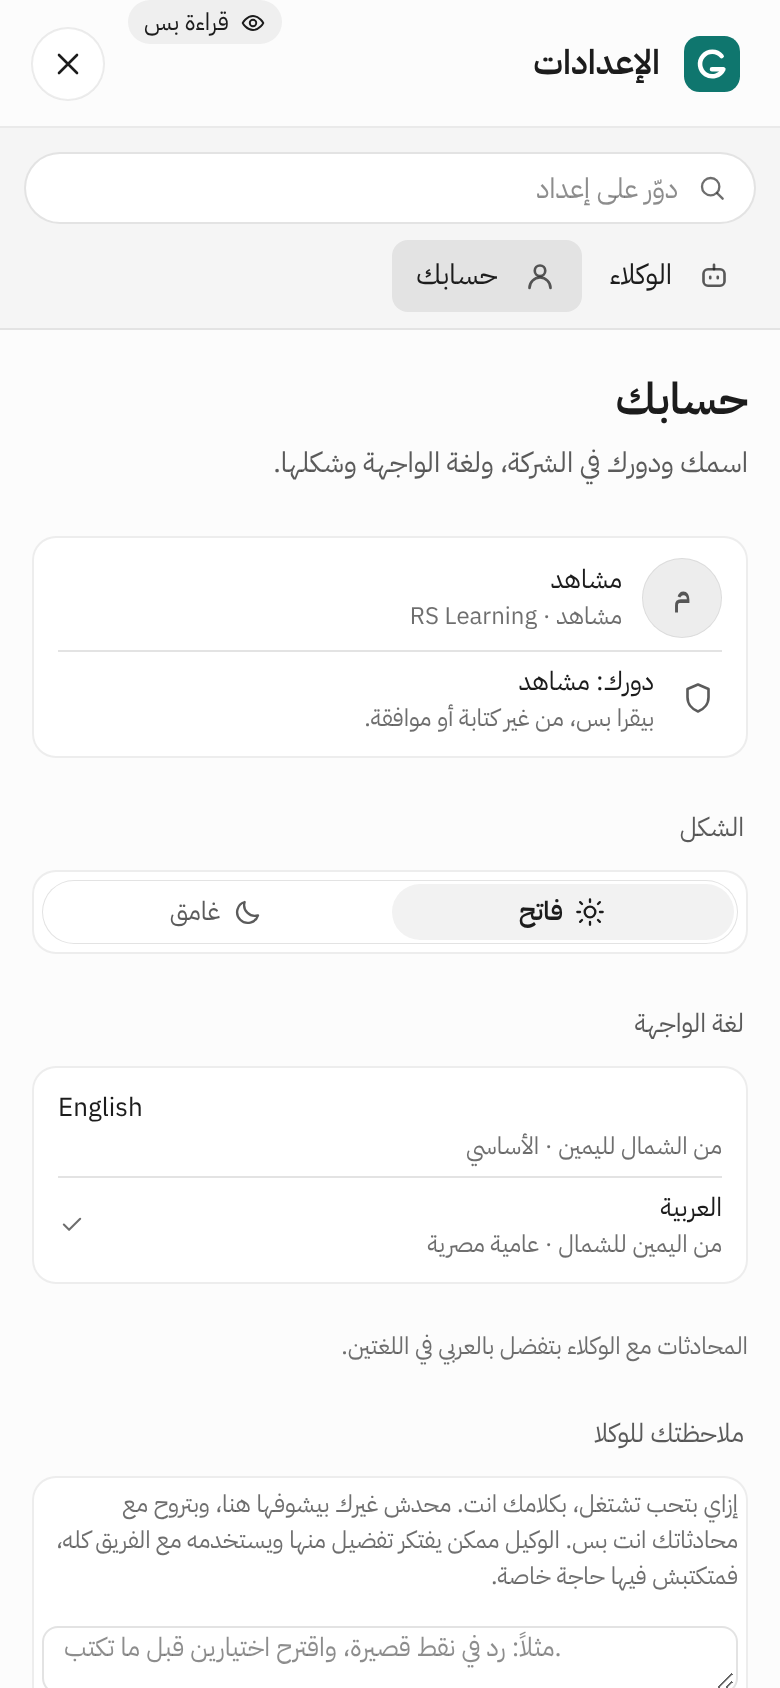 قراءة بس
G الإعدادات
دوّر على إعداد
الوكلاء
حسابك
حسابك
اسمك ودورك في الشركة، ولغة الواجهة وشكلها.
م
مشاهد
مشاهد · RS Learning
دورك: مشاهد
بيقرا بس، من غير كتابة أو موافقة.
الشكل
فاتح
غامق
لغة الواجهة
English
من الشمال لليمين · الأساسي
العربية
من اليمين للشمال · عامية مصرية
المحادثات مع الوكلاء بتفضل بالعربي في اللغتين.
ملاحظتك للوكلا
إزاي بتحب تشتغل، بكلامك انت. محدش غيرك بيشوفها هنا، وبتروح مع
محادثاتك انت بس. الوكيل ممكن يفتكر تفضيل منها ويستخدمه مع الفريق كله،
فمتكتبش فيها حاجة خاصة.
مثلاً: رد في نقط قصيرة، واقترح اختيارين قبل ما تكتب.